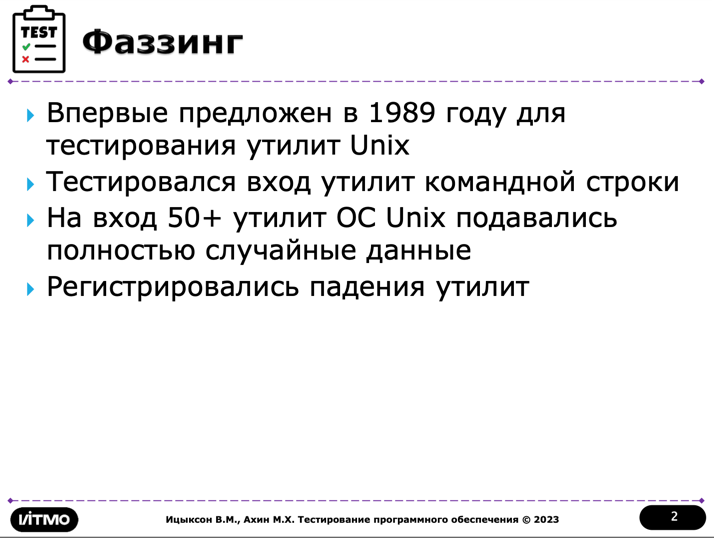 TEST
Фаззинг
Впервые предложен в 1989 году для
тестирования утилит Unix
Тестировался вход утилит командной строки
На вход 50+ утилит ОС Unix подавались
полностью случайные данные
Регистрировались падения утилит
ИТМО
Ицыксон В.М., Ахин М.Х. Тестирование программного обеспечения © 2023
2